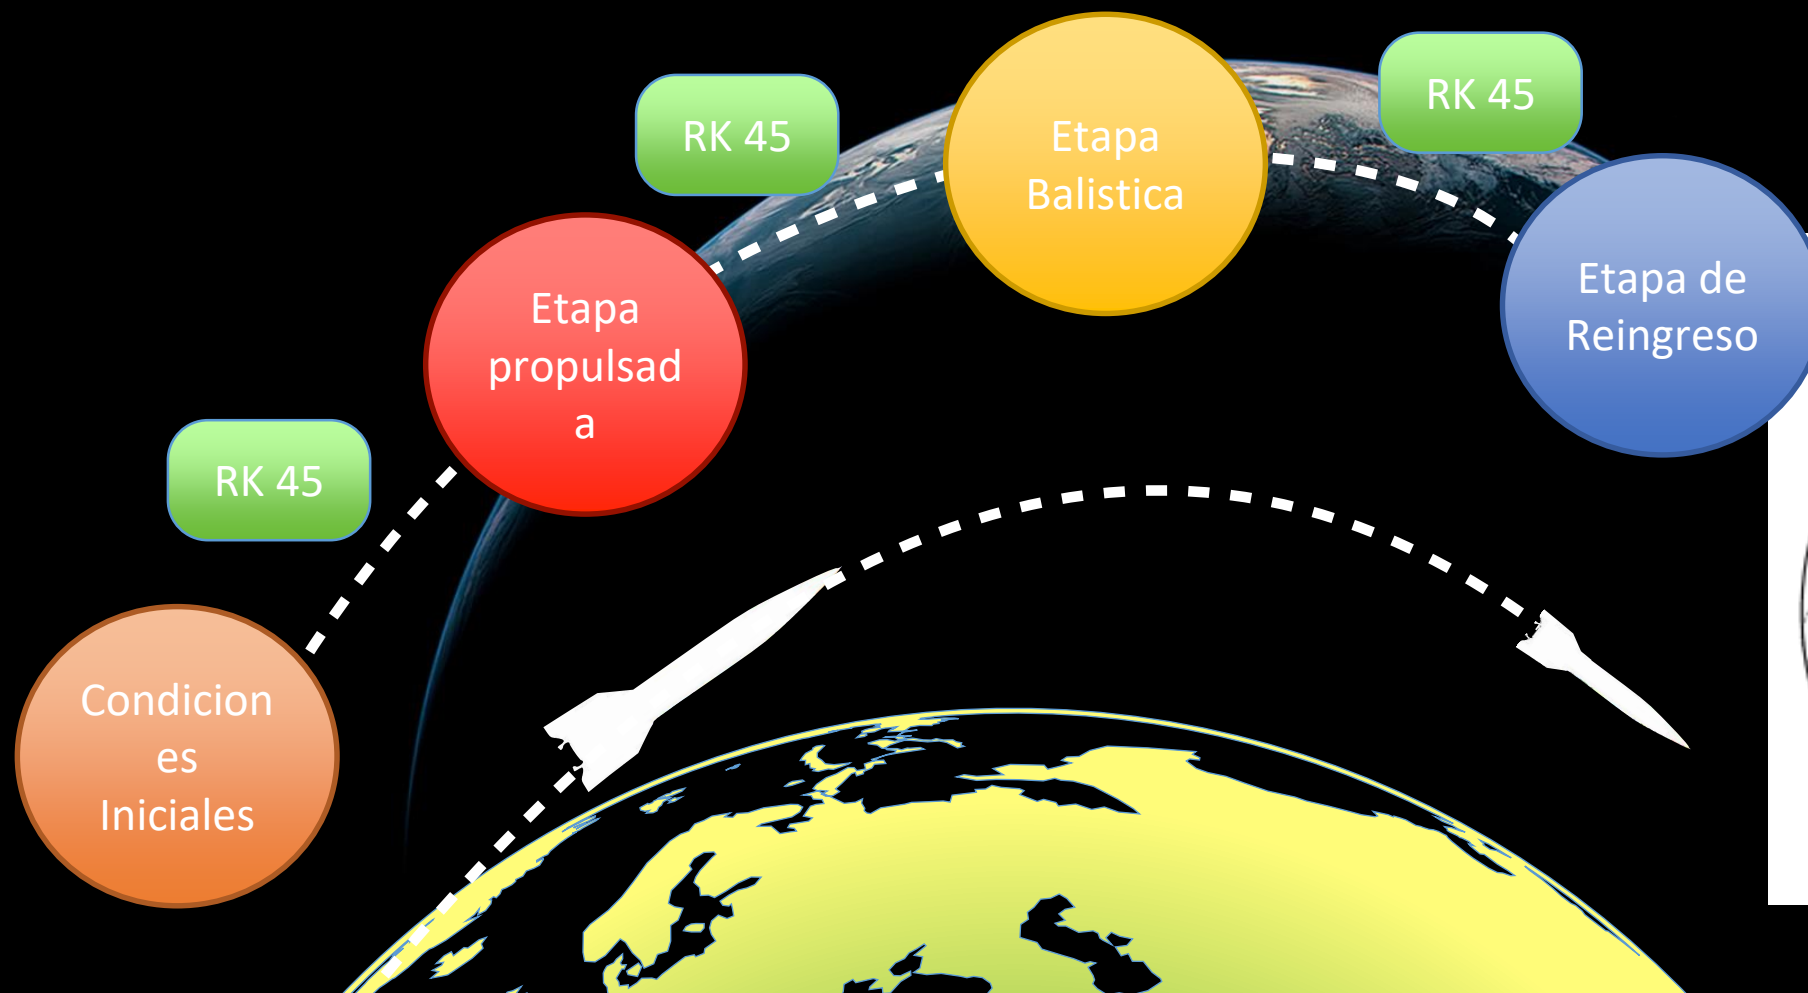 RK 45
Etapa
Balistica
RK 45
RK 45
Etapa
propulsad
a
Etapa de
Reingreso
Condicion
es
Iniciales